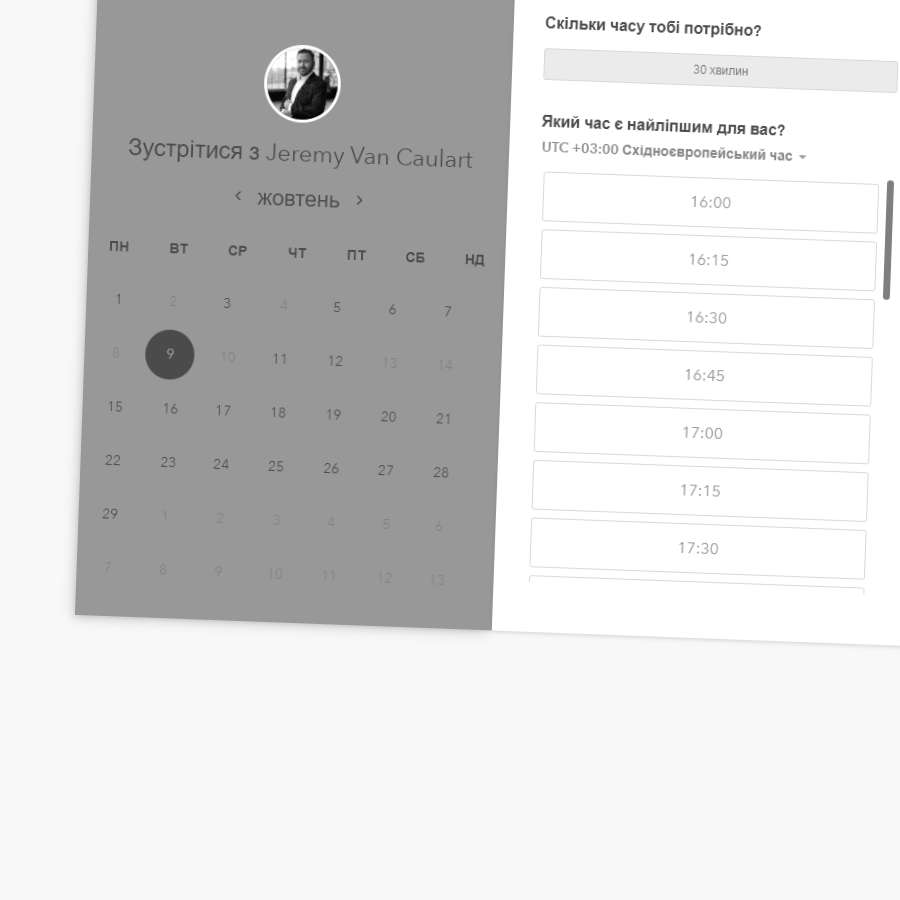 Зустрітися з Jeremy Van Caulart
‹ жовтень ›
ПН ВТ СР ЧТ ПТ СБ НД
1 2 3 4 5 6 7
8 9 10 11 12 13 14
15 16 17 18 19 20 21
22 23 24 25 26 27 28
29 1 2 3 4 5 6
7 8 9 10 11 12 13
Скільки часу тобі потрібно?
30 хвилин
Який час є найліпшим для вас?
UTC +03:00 Східноєвропейський час
16:00
16:15
16:30
16:45
17:00
17:15
17:30